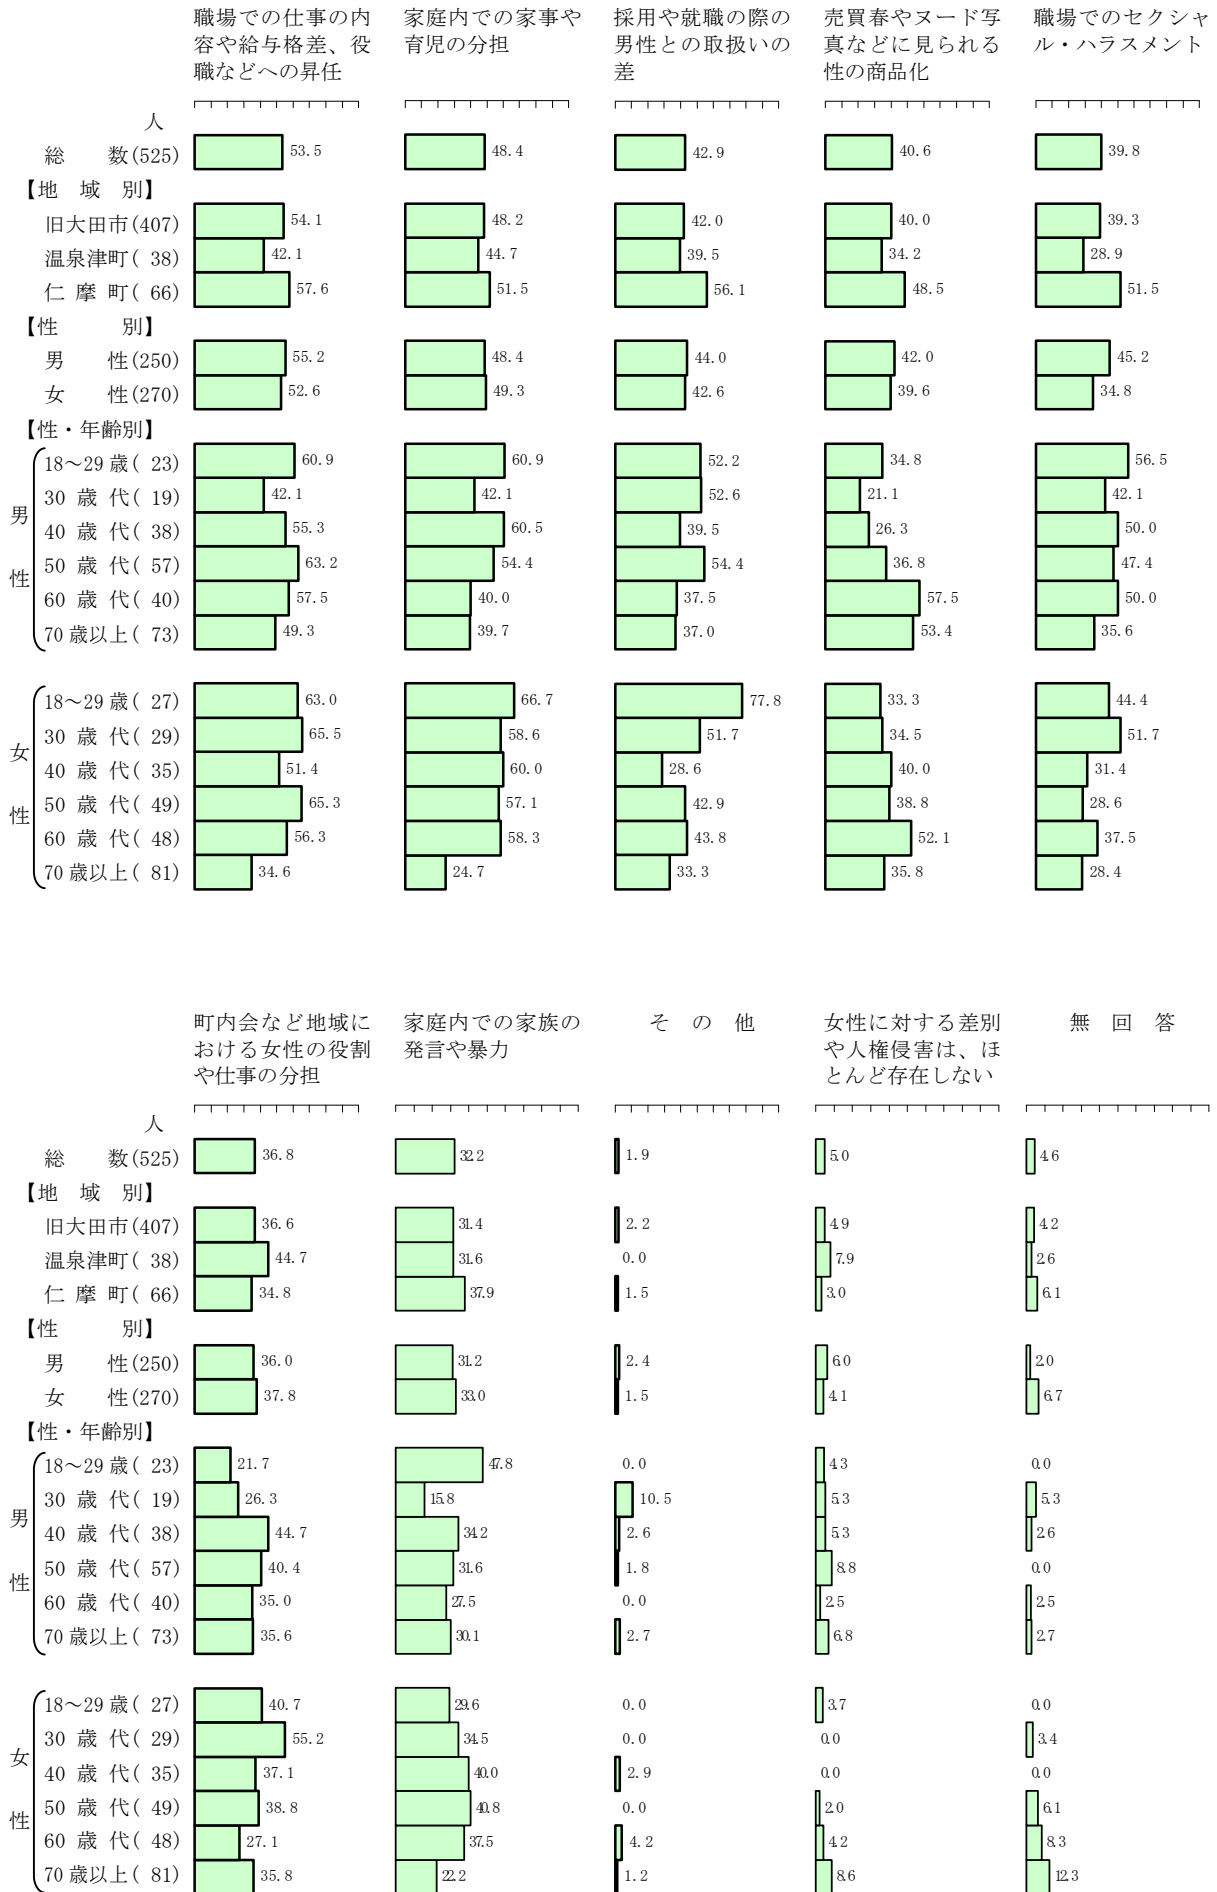 職場での仕事の内
容や給与格差、役
職などへの昇任
家庭内での家事や
育児の分担
採用や就職の際の
男性との取扱いの
差
売買春やヌード写
真などに見られる
性の商品化
職場でのセクシャ
ル・ハラスメント
人
総　数(525) 53.5 48.4 42.9 40.6 39.8
【地　域　別】
旧大田市(407) 54.1 48.2 42.0 40.0 39.3
温泉津町( 38) 42.1 44.7 39.5 34.2 28.9
仁 摩 町( 66) 57.6 51.5 56.1 48.5 51.5
【性　　　別】
男　性(250) 55.2 48.4 44.0 42.0 45.2
女　性(270) 52.6 49.3 42.6 39.6 34.8
【性・年齢別】
男性
18～29 歳( 23) 60.9 60.9 52.2 34.8 56.5
30 歳 代( 19) 42.1 42.1 52.6 21.1 42.1
40 歳 代( 38) 55.3 60.5 39.5 26.3 50.0
50 歳 代( 57) 63.2 54.4 54.4 36.8 47.4
60 歳 代( 40) 57.5 40.0 37.5 57.5 50.0
70 歳以上( 73) 49.3 39.7 37.0 53.4 35.6
女性
18～29 歳( 27) 63.0 66.7 77.8 33.3 44.4
30 歳 代( 29) 65.5 58.6 51.7 34.5 51.7
40 歳 代( 35) 51.4 60.0 28.6 40.0 31.4
50 歳 代( 49) 65.3 57.1 42.9 38.8 28.6
60 歳 代( 48) 56.3 58.3 43.8 52.1 37.5
70 歳以上( 81) 34.6 24.7 33.3 35.8 28.4
町内会など地域に
おける女性の役割
や仕事の分担
家庭内での家族の
発言や暴力
そ　の　他
女性に対する差別
や人権侵害は、ほ
とんど存在しない
無　回　答
人
総　数(525) 36.8 32.2 1.9 5.0 4.6
【地　域　別】
旧大田市(407) 36.6 31.4 2.2 4.9 4.2
温泉津町( 38) 44.7 31.6 0.0 7.9 2.6
仁 摩 町( 66) 34.8 37.9 1.5 3.0 6.1
【性　　　別】
男　性(250) 36.0 31.2 2.4 6.0 2.0
女　性(270) 37.8 33.0 1.5 4.1 6.7
【性・年齢別】
男性
18～29 歳( 23) 21.7 47.8 0.0 4.3 0.0
30 歳 代( 19) 26.3 15.8 10.5 5.3 5.3
40 歳 代( 38) 44.7 34.2 2.6 5.3 2.6
50 歳 代( 57) 40.4 31.6 1.8 8.8 0.0
60 歳 代( 40) 35.0 27.5 0.0 2.5 2.5
70 歳以上( 73) 35.6 30.1 2.7 6.8 2.7
女性
18～29 歳( 27) 40.7 29.6 0.0 3.7 0.0
30 歳 代( 29) 55.2 34.5 0.0 0.0 3.4
40 歳 代( 35) 37.1 40.0 2.9 0.0 0.0
50 歳 代( 49) 38.8 40.8 0.0 2.0 6.1
60 歳 代( 48) 27.1 37.5 4.2 4.2 8.3
70 歳以上( 81) 35.8 22.2 1.2 8.6 12.3